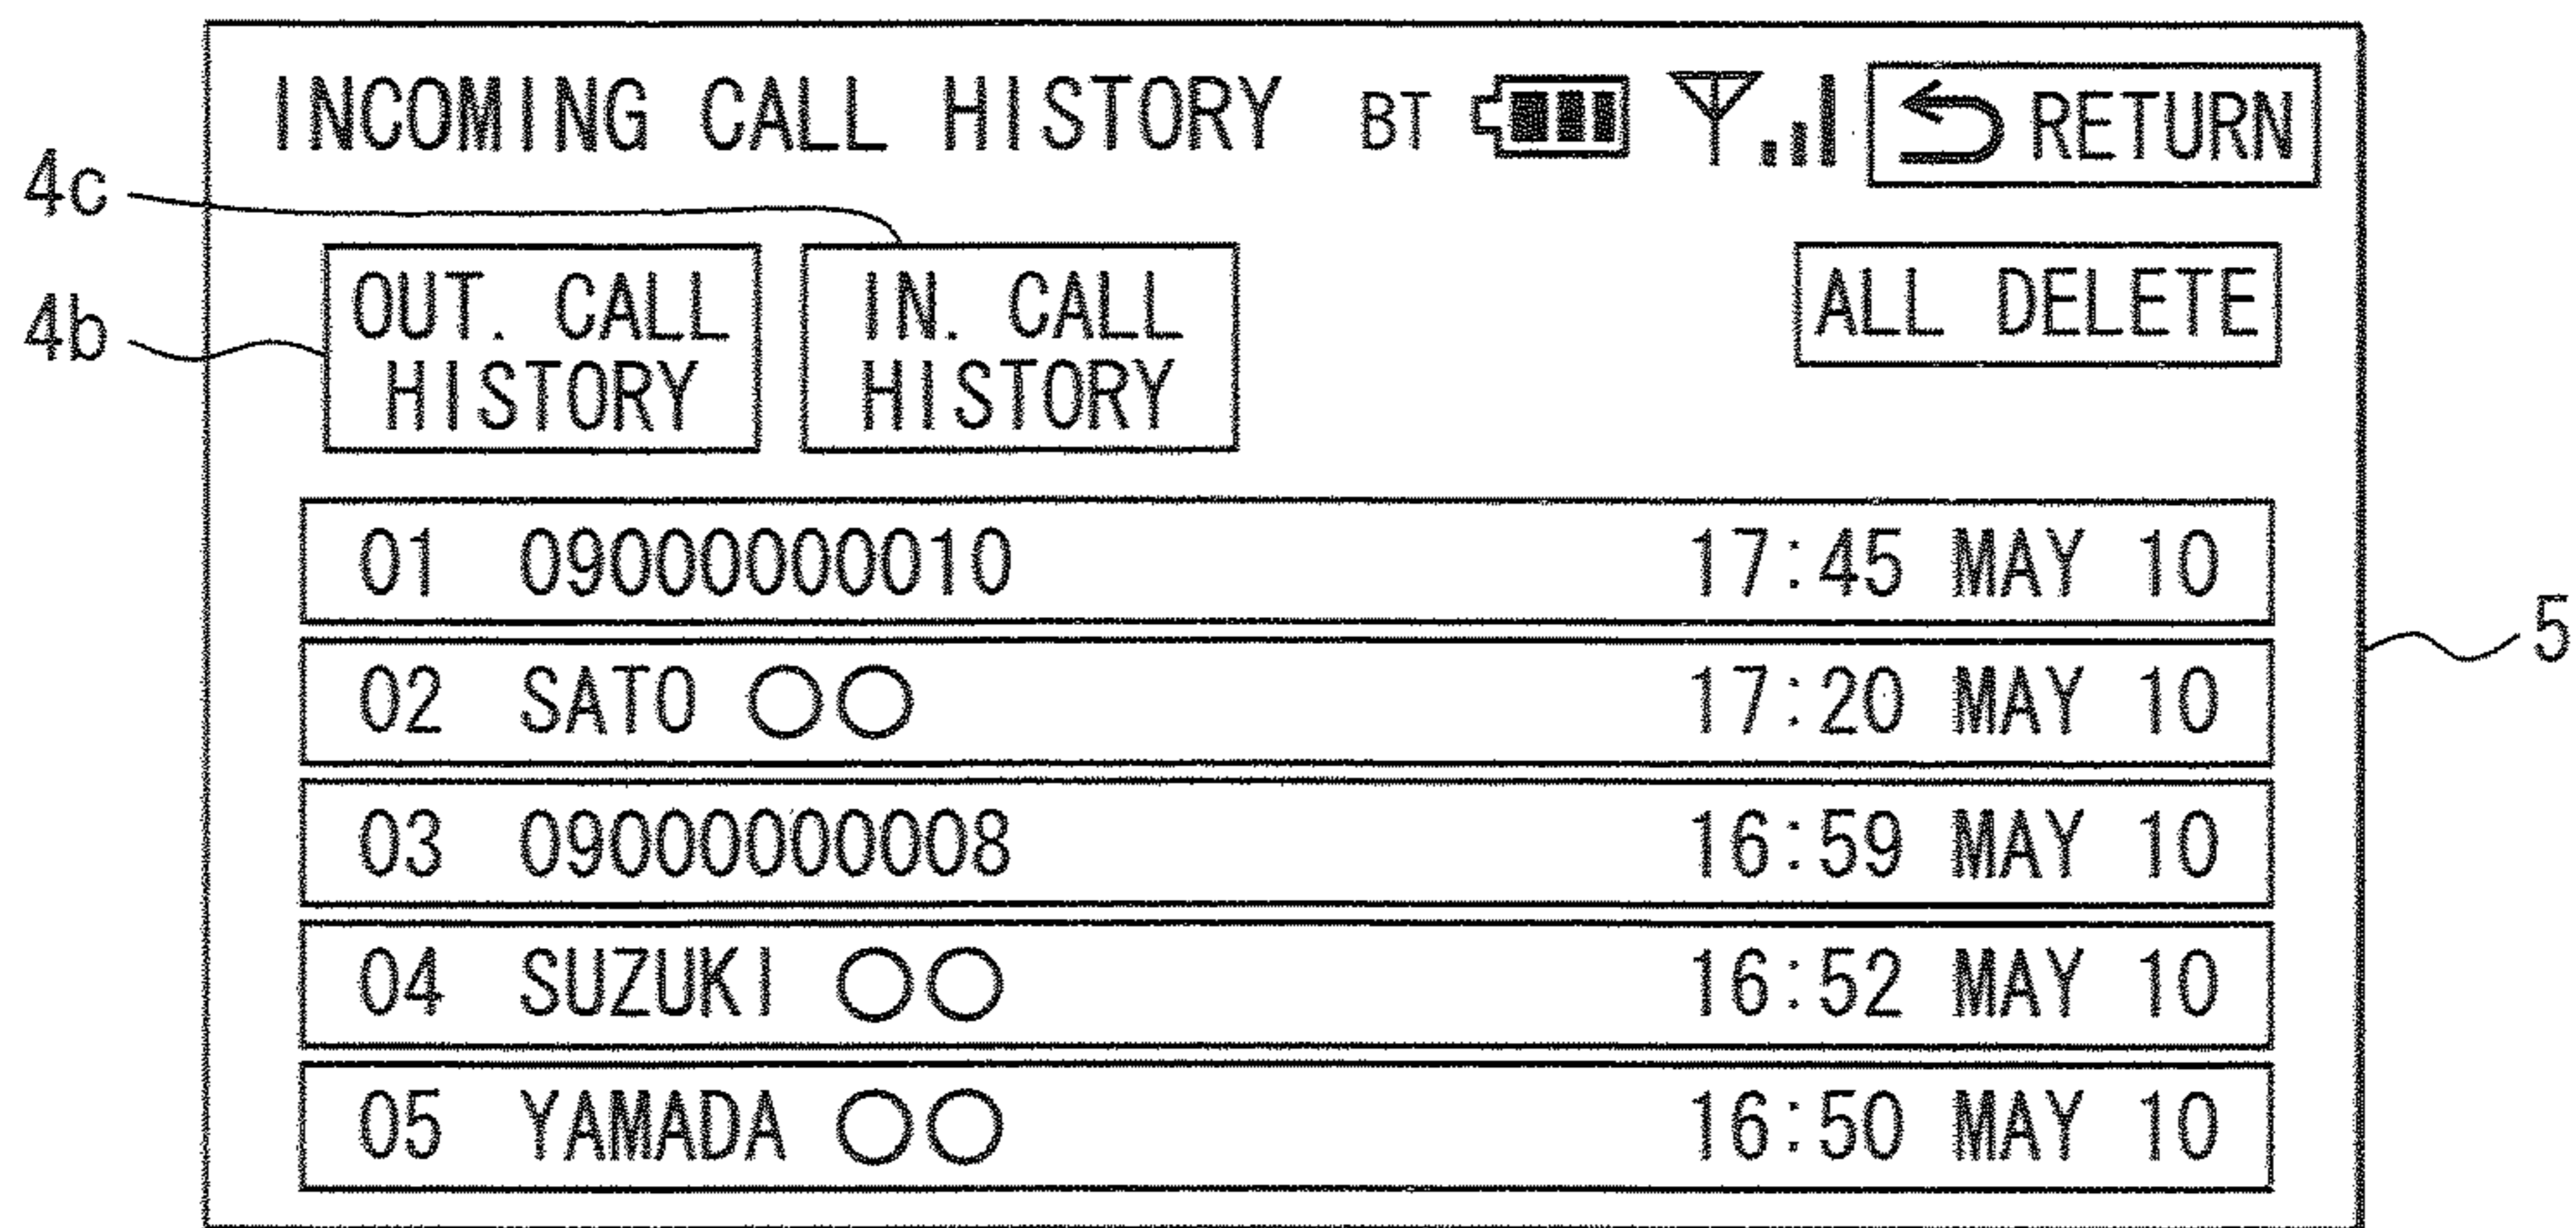 INCOMING CALL HISTORY BT RETURN
4c
OUT. CALL HISTORY
IN. CALL HISTORY
ALL DELETE
4b
01 09000000010 17:45 MAY 10
02 SATO ○○ 17:20 MAY 10
03 09000000008 16:59 MAY 10
5
04 SUZUKI ○○ 16:52 MAY 10
05 YAMADA ○○ 16:50 MAY 10